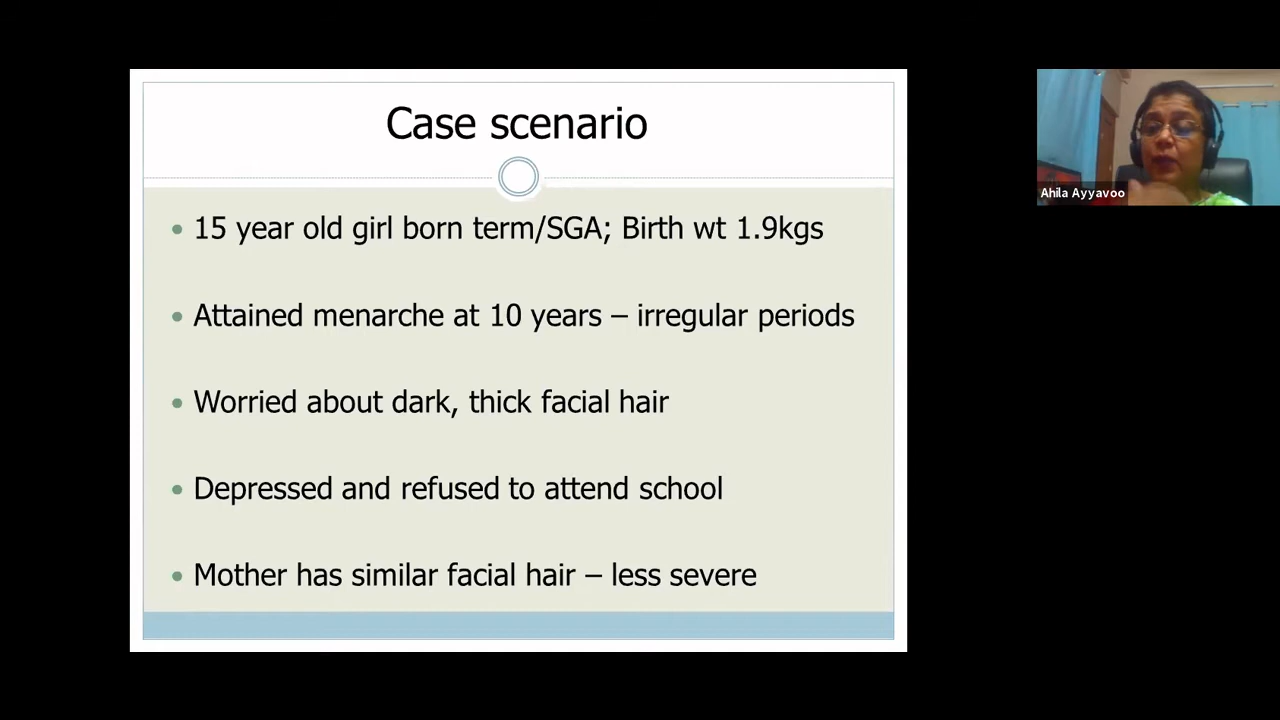 Case scenario
15 year old girl born term/SGA; Birth wt 1.9kgs
Attained menarche at 10 years – irregular periods
Worried about dark, thick facial hair
Depressed and refused to attend school
Mother has similar facial hair – less severe
Ahila Ayyavoo